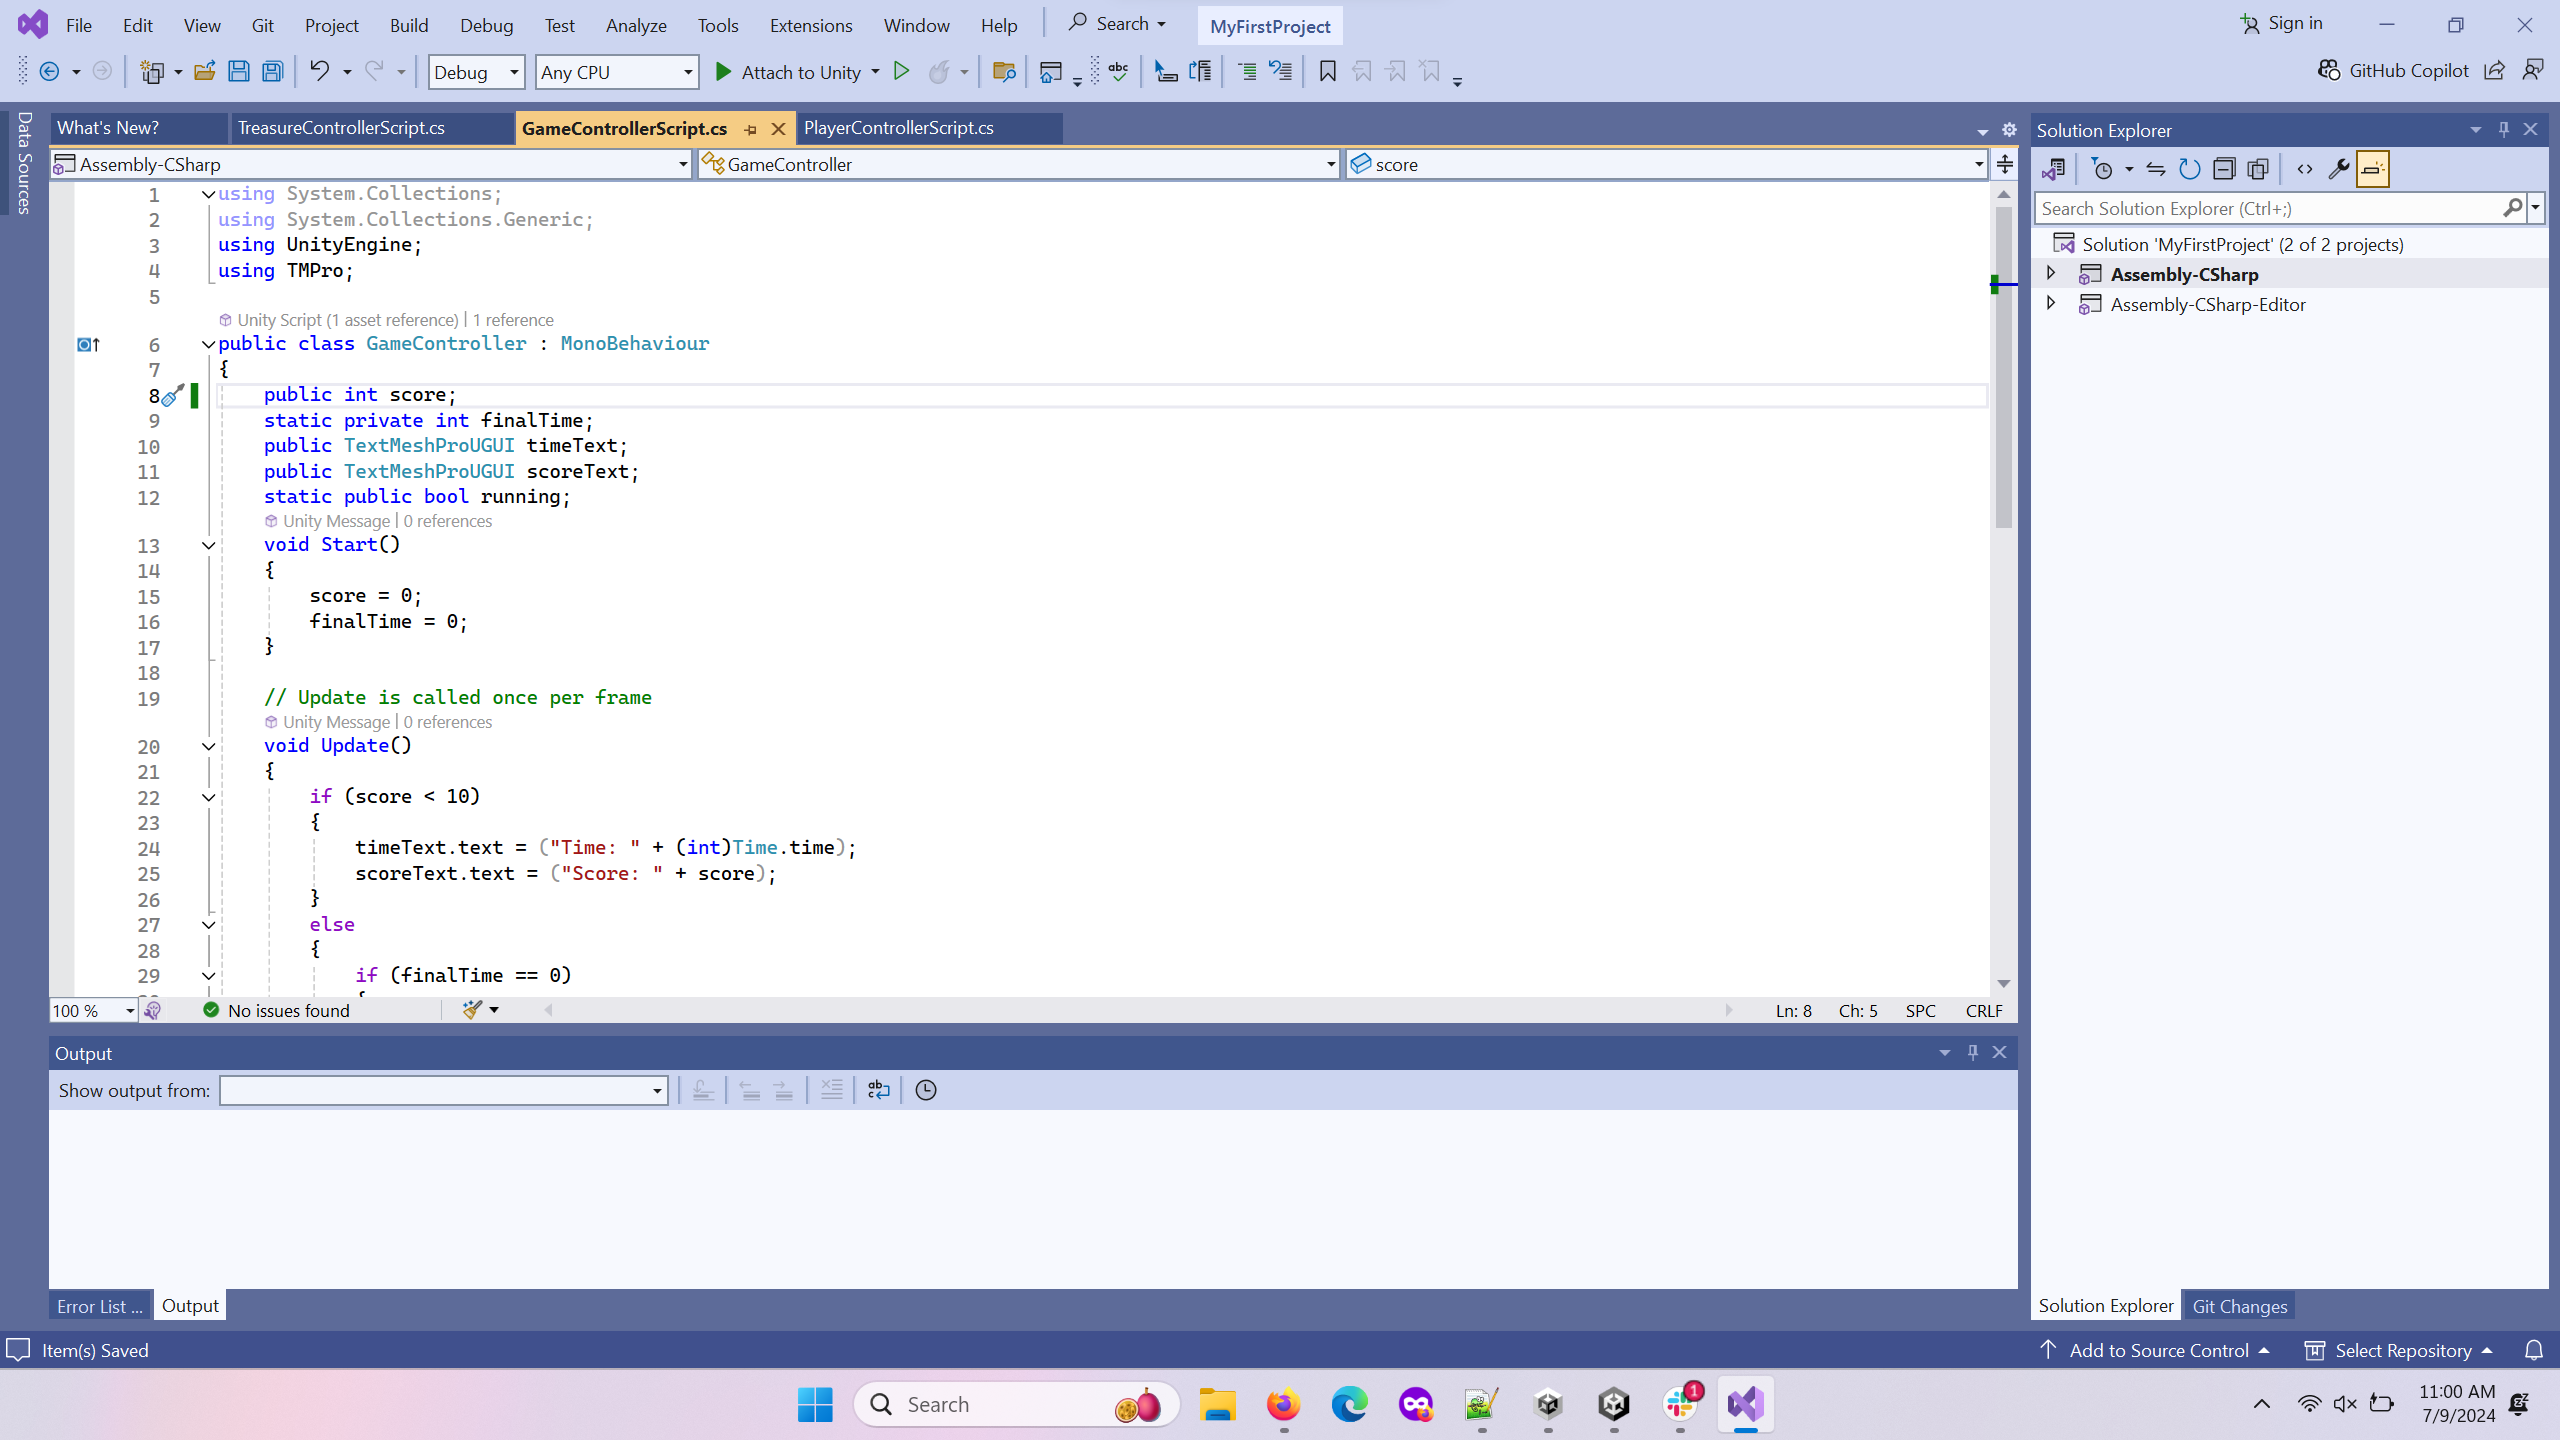 File Edit View Git Project Build Debug Test Analyze Tools Extensions Window Help Search MyFirstProject Sign in
Debug Any CPU Attach to Unity abc GitHub Copilot
Data Sources
What's New? TreasureControllerScript.cs GameControllerScript.cs PlayerControllerScript.cs
Assembly-CSharp GameController score
1 using System.Collections;
2 using System.Collections.Generic;
3 using UnityEngine;
4 using TMPro;
5
Unity Script (1 asset reference) | 1 reference
6 public class GameController : MonoBehaviour
7 {
8 public int score;
9 static private int finalTime;
10 public TextMeshProUGUI timeText;
11 public TextMeshProUGUI scoreText;
12 static public bool running;
Unity Message | 0 references
13 void Start()
14 {
15 score = 0;
16 finalTime = 0;
17 }
18
19 // Update is called once per frame
Unity Message | 0 references
20 void Update()
21 {
22 if (score < 10)
23 {
24 timeText.text = ("Time: " + (int)Time.time);
25 scoreText.text = ("Score: " + score);
26 }
27 else
28 {
29 if (finalTime == 0)
100 % No issues found Ln: 8 Ch: 5 SPC CRLF
Output
Show output from:
Error List ... Output
Solution Explorer
Search Solution Explorer (Ctrl+;)
Solution 'MyFirstProject' (2 of 2 projects)
Assembly-CSharp
Assembly-CSharp-Editor
Solution Explorer Git Changes
Item(s) Saved Add to Source Control Select Repository
Search 1 11:00 AM
7/9/2024